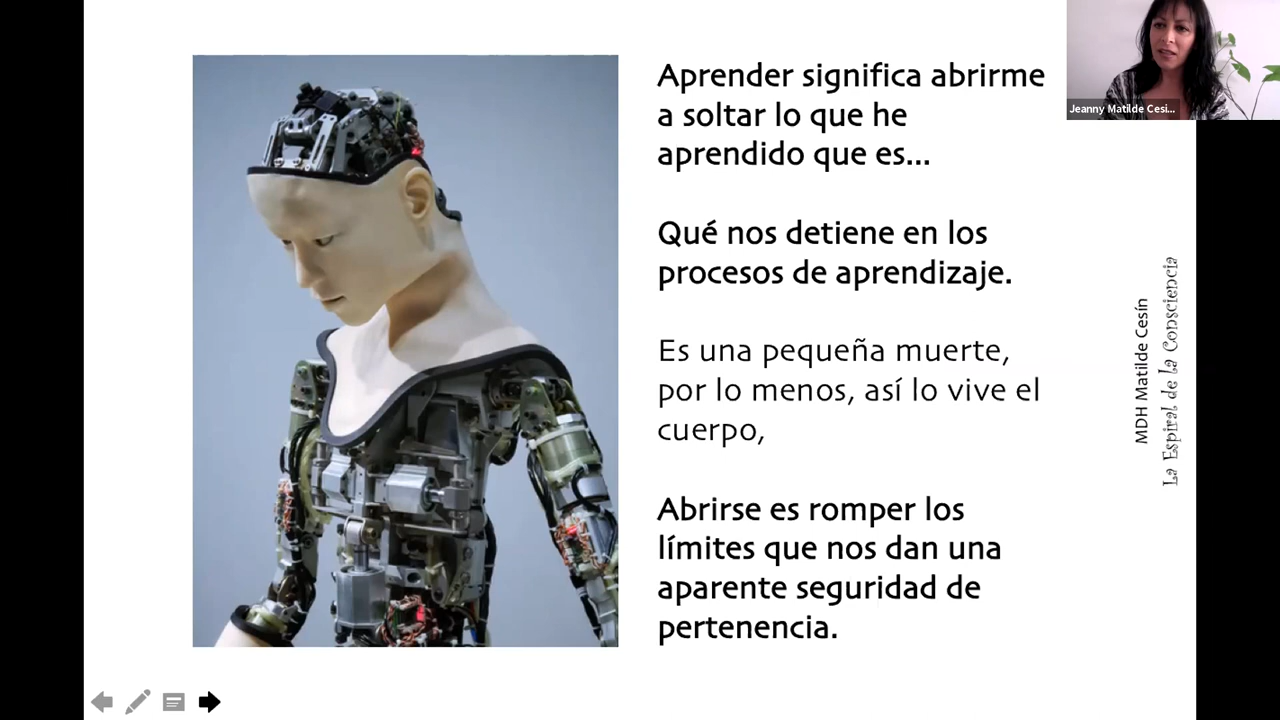 Aprender significa abrirme
a soltar lo que he
aprendido que es...
Qué nos detiene en los
procesos de aprendizaje.
Es una pequeña muerte,
por lo menos, así lo vive el
cuerpo,
Abrirse es romper los
límites que nos dan una
aparente seguridad de
pertenencia.
Jeanny Matilde Cesi...
MDH Matilde Cesín
La Espiral de la Consciencia